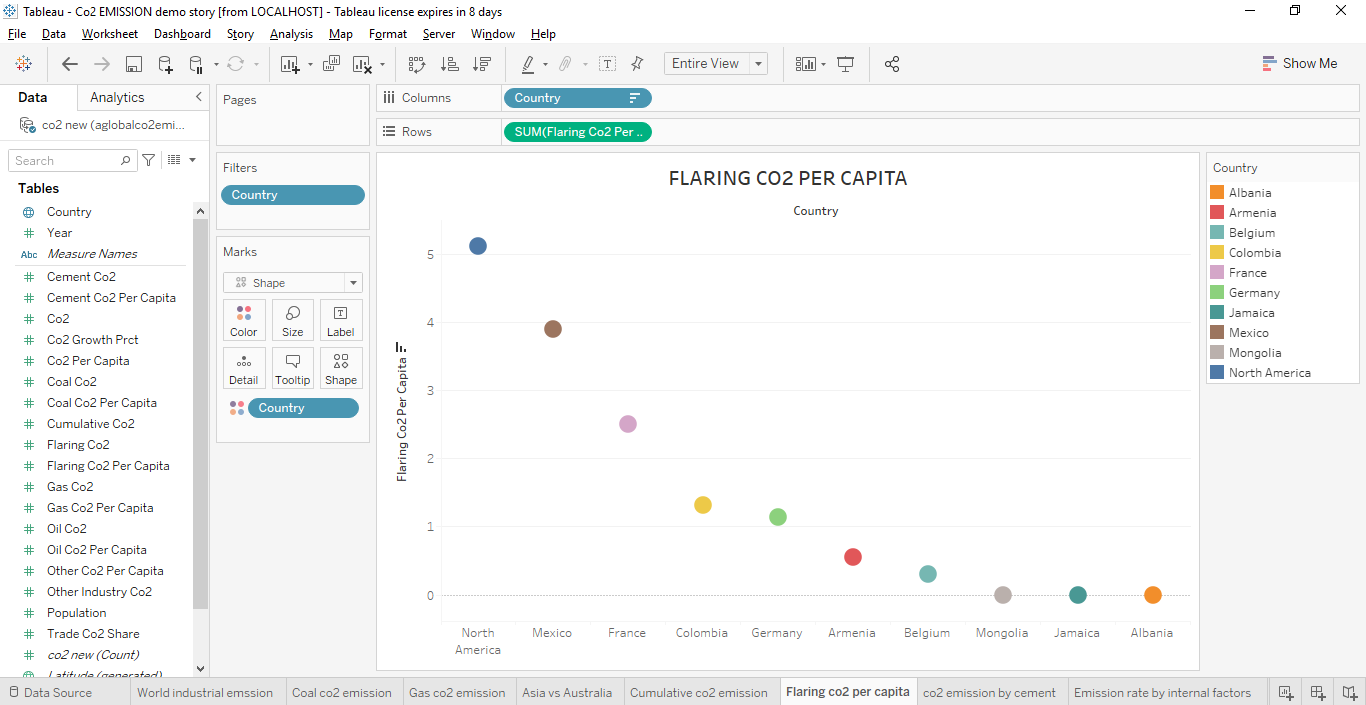 Tableau - Co2 EMISSION demo story [from LOCALHOST] - Tableau license expires in 8 days
File Data Worksheet Dashboard Story Analysis Map Format Server Window Help
Entire View
Show Me
Data Analytics
co2 new (aglobalco2emi...
Search
Tables
Country
Year
Abc Measure Names
Cement Co2
Cement Co2 Per Capita
Co2
Co2 Growth Prct
Co2 Per Capita
Coal Co2
Coal Co2 Per Capita
Cumulative Co2
Flaring Co2
Flaring Co2 Per Capita
Gas Co2
Gas Co2 Per Capita
Oil Co2
Oil Co2 Per Capita
Other Co2 Per Capita
Other Industry Co2
Population
Trade Co2 Share
co2 new (Count)
Latitude (generated)
Pages
Filters
Country
Marks
Shape
Color Size Label
Detail Tooltip Shape
Country
Columns Country
Rows SUM(Flaring Co2 Per ..
FLARING CO2 PER CAPITA
Country
Flaring Co2 Per Capita
5
4
3
2
1
0
North America
Mexico
France
Colombia
Germany
Armenia
Belgium
Mongolia
Jamaica
Albania
Country
Albania
Armenia
Belgium
Colombia
France
Germany
Jamaica
Mexico
Mongolia
North America
Data Source World industrial emssion Coal co2 emission Gas co2 emission Asia vs Australia Cumulative co2 emission Flaring co2 per capita co2 emission by cement Emission rate by internal factors